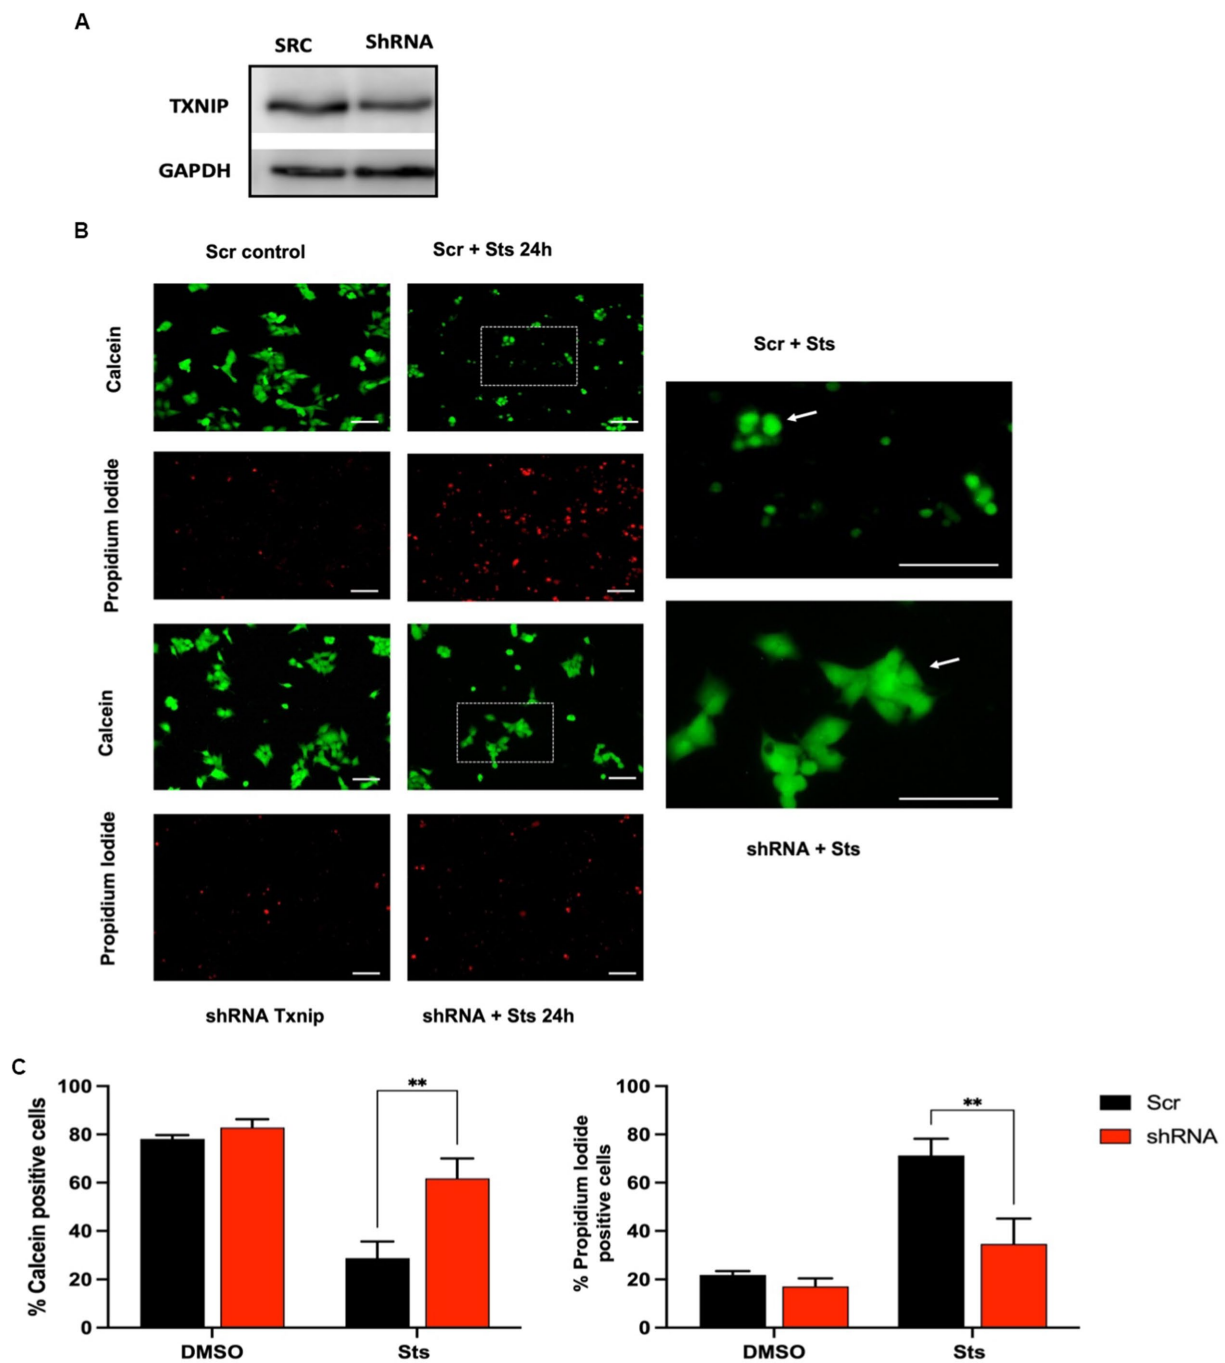 A
SRC
ShRNA
TXNIP
GAPDH
B
Scr control
Scr + Sts 24h
Calcein
Scr + Sts
Propidium Iodide
Calcein
Propidium Iodide
shRNA + Sts
shRNA Txnip
shRNA + Sts 24h
C
% Calcein positive cells
100
80
60
40
20
0
**
DMSO
Sts
% Propidium Iodide
positive cells
100
80
60
40
20
0
**
DMSO
Sts
Scr
shRNA